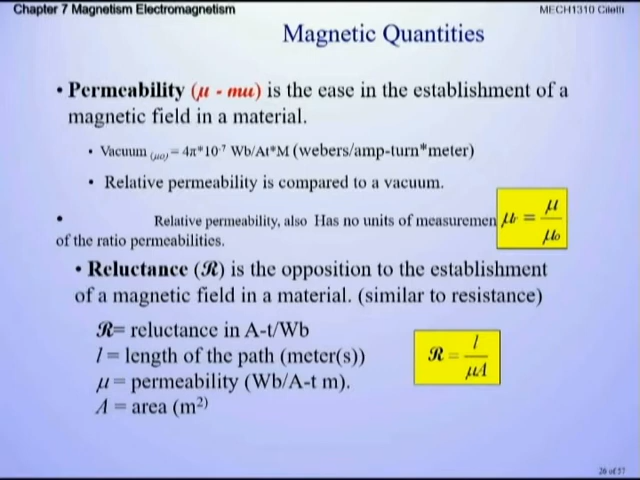 Chapter 7 Magnetism Electromagnetism
MECH1310 Ciletti
Magnetic Quantities
• Permeability (μ - mu) is the ease in the establishment of a
magnetic field in a material.
• Vacuum (μo) = 4π*10-7 Wb/At*M (webers/amp-turn*meter)
• Relative permeability is compared to a vacuum.
• Relative permeability, also Has no units of measuremen
of the ratio permeabilities.
μr = μ / μo
• Reluctance (ℛ) is the opposition to the establishment
of a magnetic field in a material. (similar to resistance)
ℛ= reluctance in A-t/Wb
l = length of the path (meter(s))
μ = permeability (Wb/A-t m).
A = area (m2)
ℛ = l / μA
26 of 57